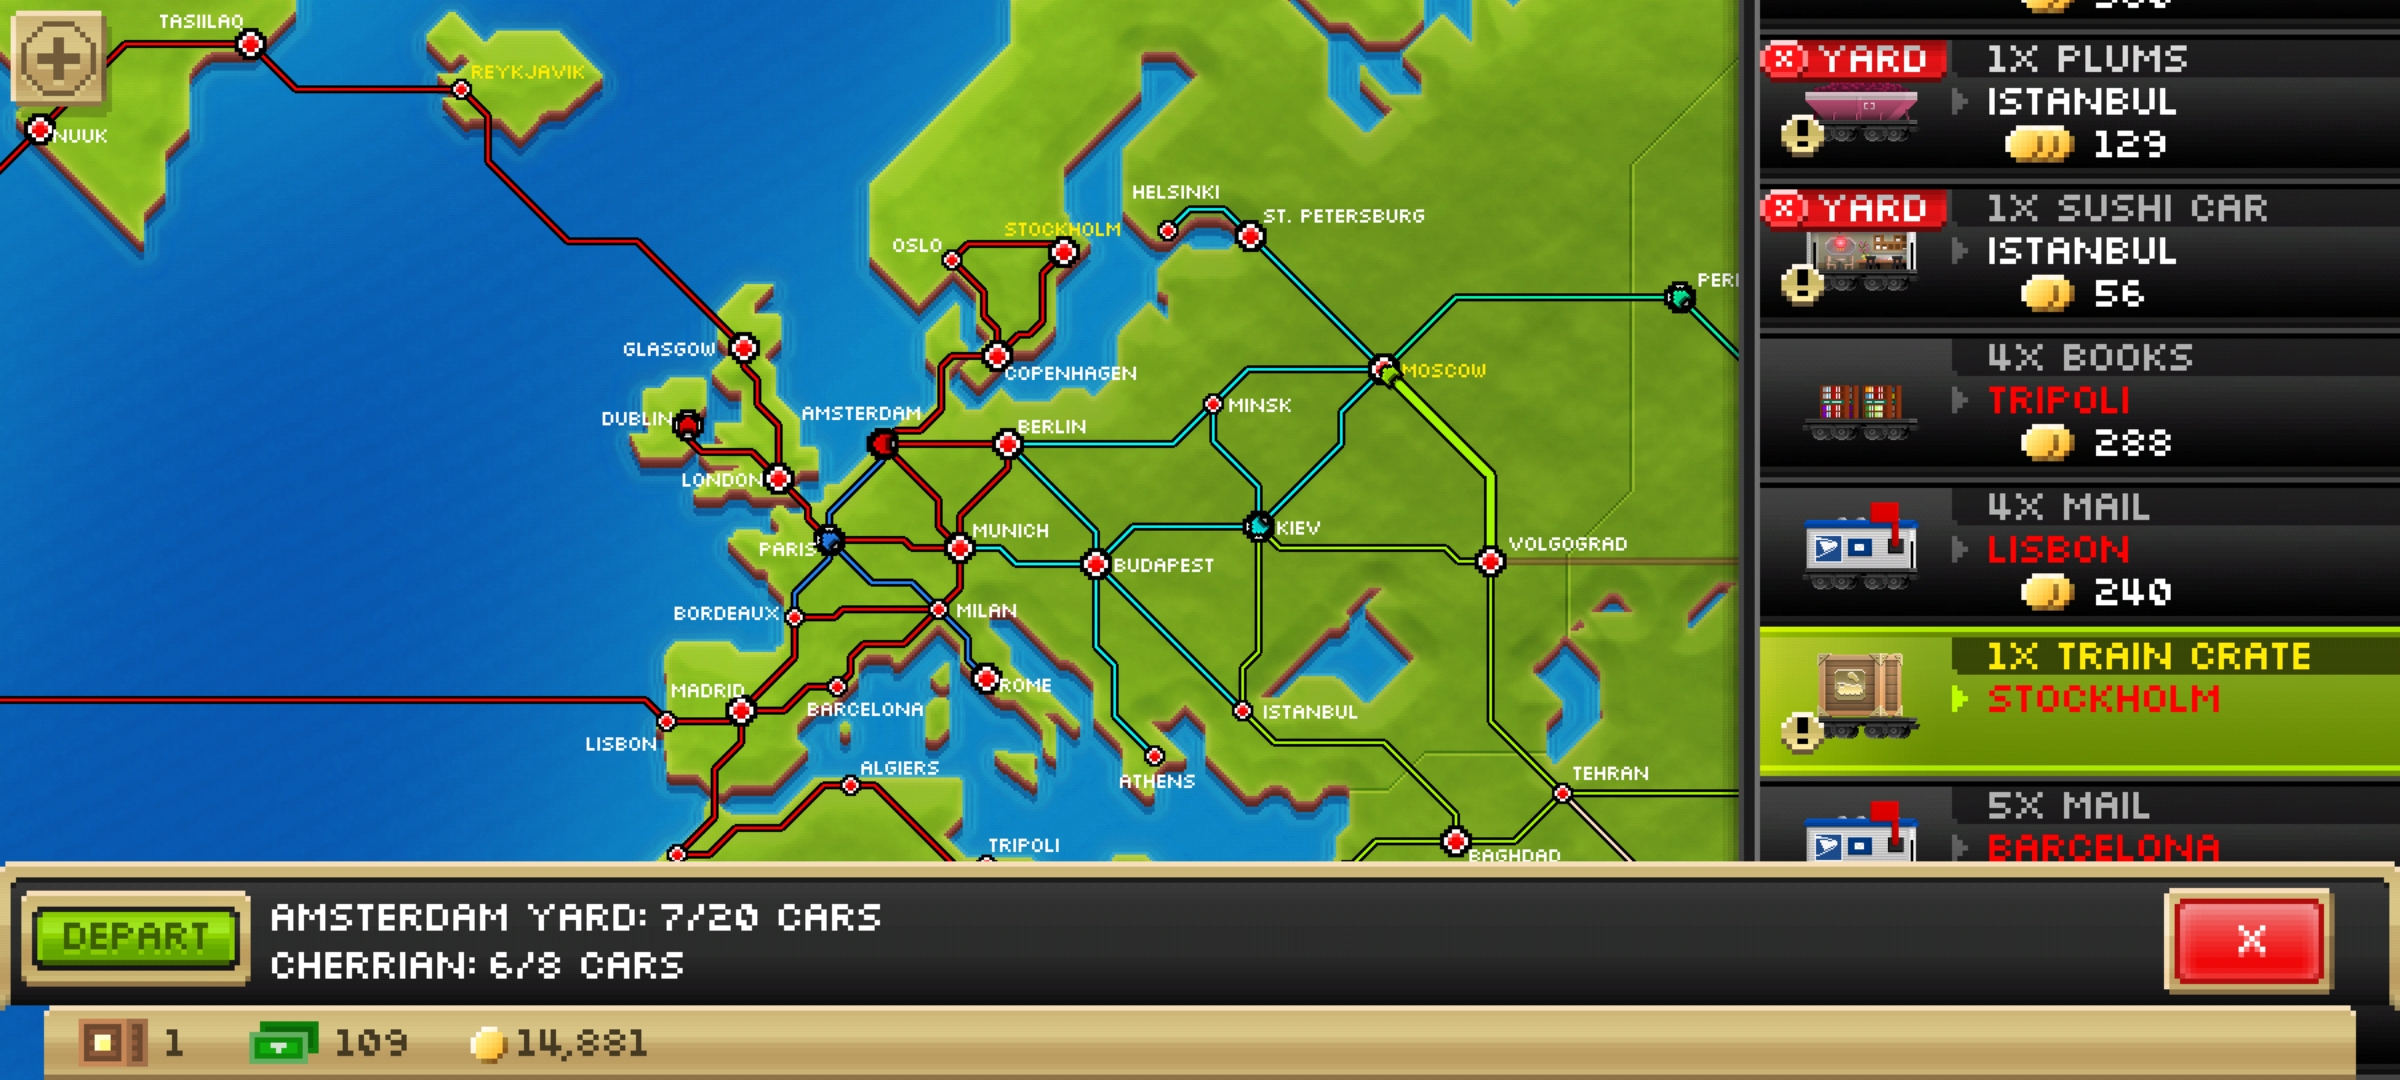 TASIILAQ
REYKJAVIK
NUUK
HELSINKI
ST. PETERSBURG
STOCKHOLM
OSLO
GLASGOW
COPENHAGEN
MOSCOW
MINSK
DUBLIN
AMSTERDAM
BERLIN
LONDON
PARIS
MUNICH
KIEV
VOLGOGRAD
BUDAPEST
BORDEAUX
MILAN
MADRID
ROME
BARCELONA
ISTANBUL
LISBON
ATHENS
ALGIERS
TEHRAN
TRIPOLI
BAGHDAD
YARD
1X PLUMS
ISTANBUL
129
YARD
1X SUSHI CAR
ISTANBUL
56
4X BOOKS
TRIPOLI
288
4X MAIL
LISBON
240
1X TRAIN CRATE
STOCKHOLM
5X MAIL
BARCELONA
DEPART
AMSTERDAM YARD: 7/20 CARS
CHERRIAN: 6/8 CARS
X
1
109
14,881